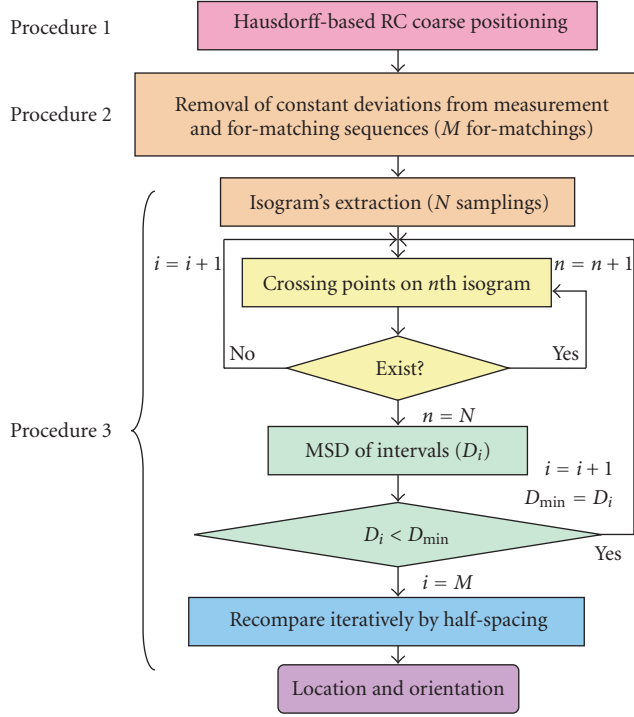 Procedure 1
Hausdorff-based RC coarse positioning
Procedure 2
Removal of constant deviations from measurement
and for-matching sequences (M for-matchings)
Isogram's extraction (N samplings)
i = i + 1
n = n + 1
Crossing points on nth isogram
No
Exist?
Yes
n = N
Procedure 3
MSD of intervals (D_i)
i = i + 1
D_min = D_i
D_i < D_min
Yes
i = M
Recompare iteratively by half-spacing
Location and orientation